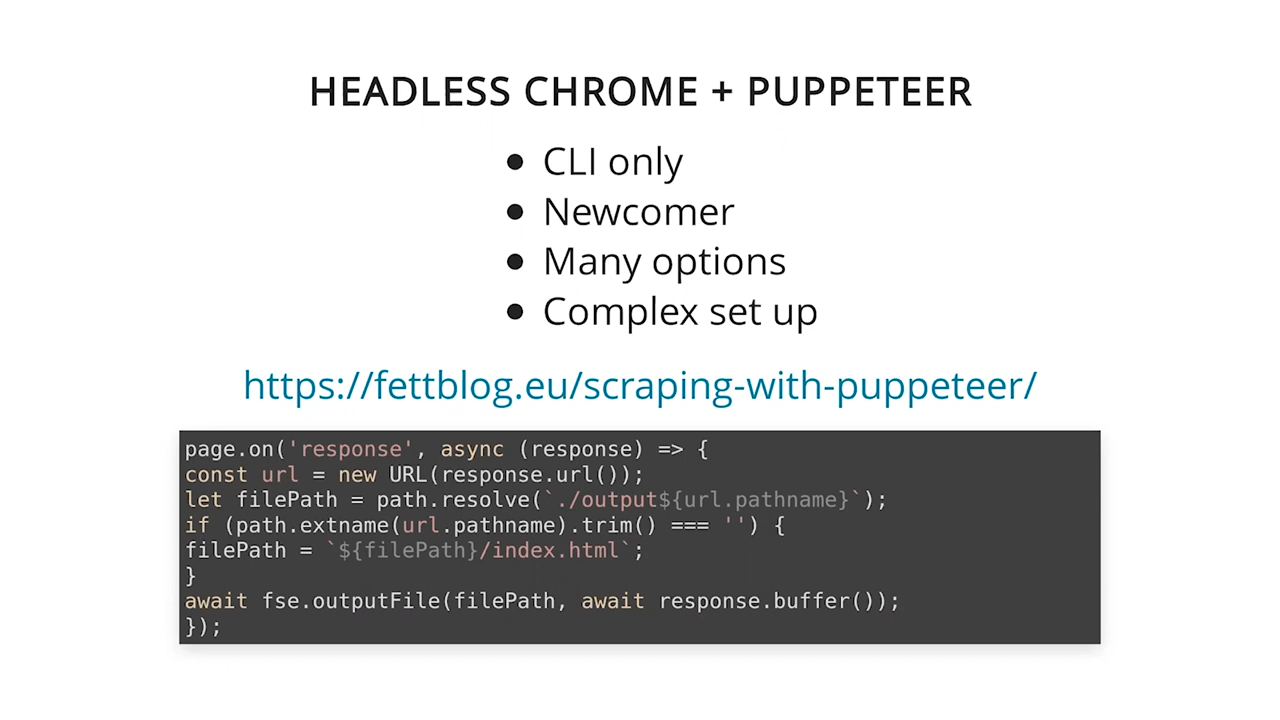 HEADLESS CHROME + PUPPETEER
• CLI only
• Newcomer
• Many options
• Complex set up
https://fettblog.eu/scraping-with-puppeteer/
page.on('response', async (response) => {
const url = new URL(response.url());
let filePath = path.resolve(`./output${url.pathname}`);
if (path.extname(url.pathname).trim() === '') {
filePath = `${filePath}/index.html`;
}
await fse.outputFile(filePath, await response.buffer());
});